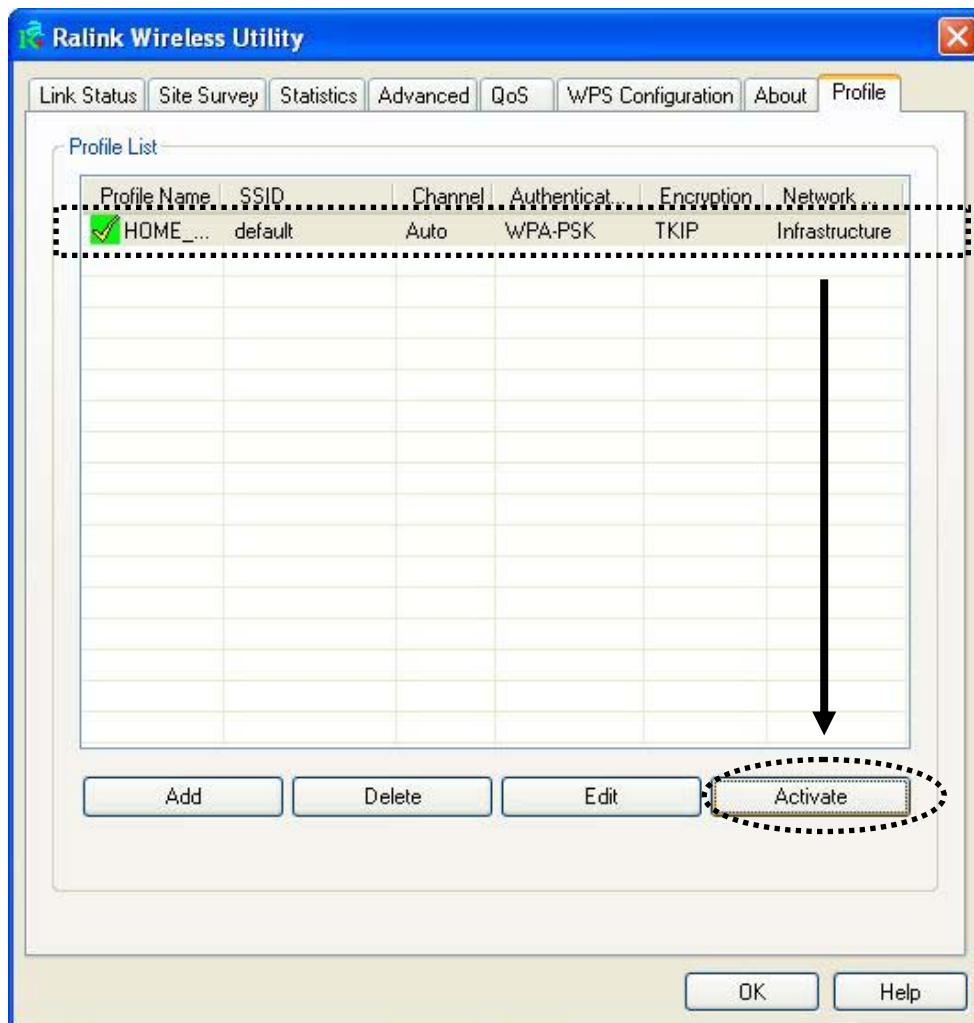 Ralink Wireless Utility
Link Status Site Survey Statistics Advanced QoS WPS Configuration About Profile
Profile List
Profile Name SSID Channel Authenticat... Encryption Network ...
HOME_... default Auto WPA-PSK TKIP Infrastructure
Add Delete Edit Activate
OK Help